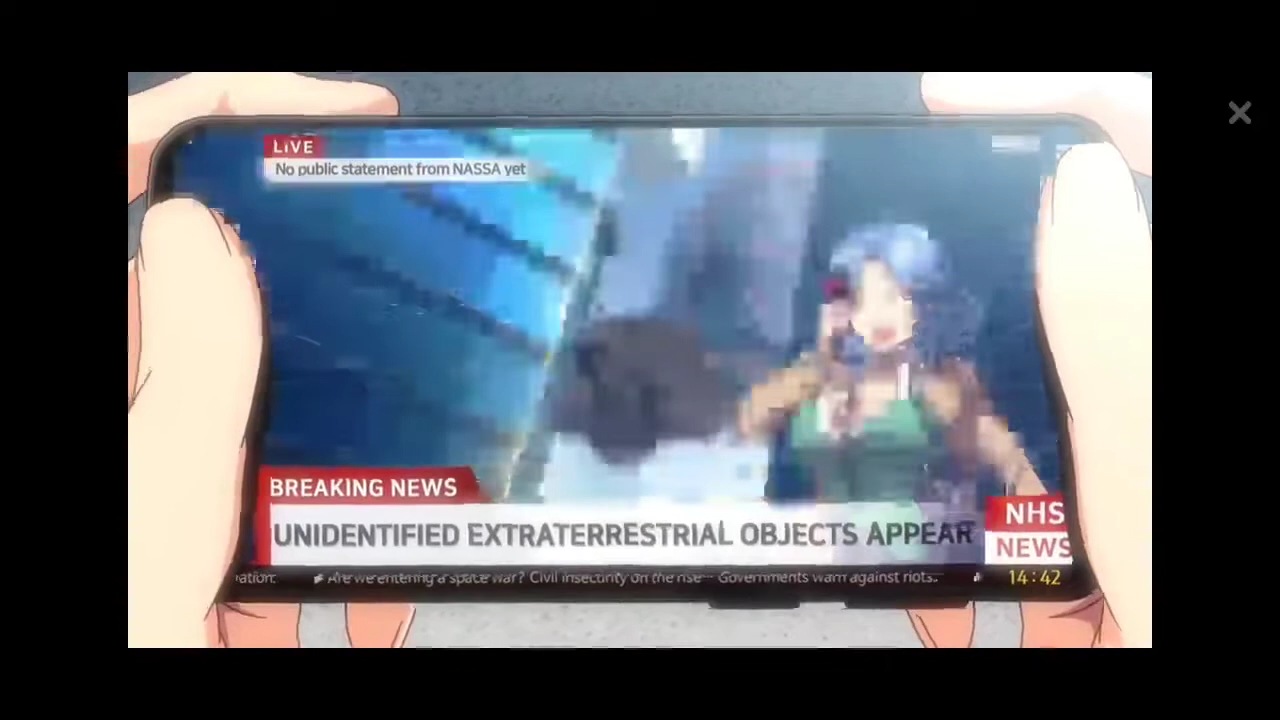 LIVE
No public statement from NASSA yet
BREAKING NEWS
UNIDENTIFIED EXTRATERRESTRIAL OBJECTS APPEAR
NHS
NEWS
ation: Are we entering a space war? Civil insecurity on the rise Governments warn against riots.
14:42